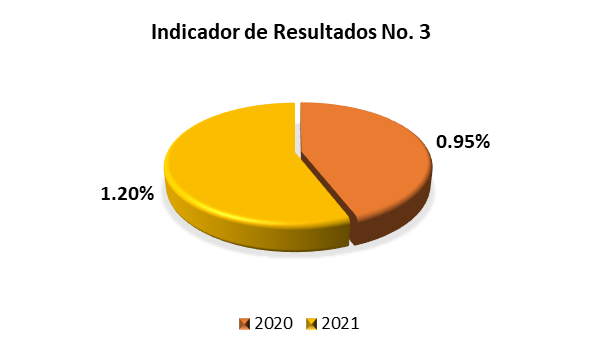 Indicador de Resultados No. 3
0.95%
1.20%
2020 2021